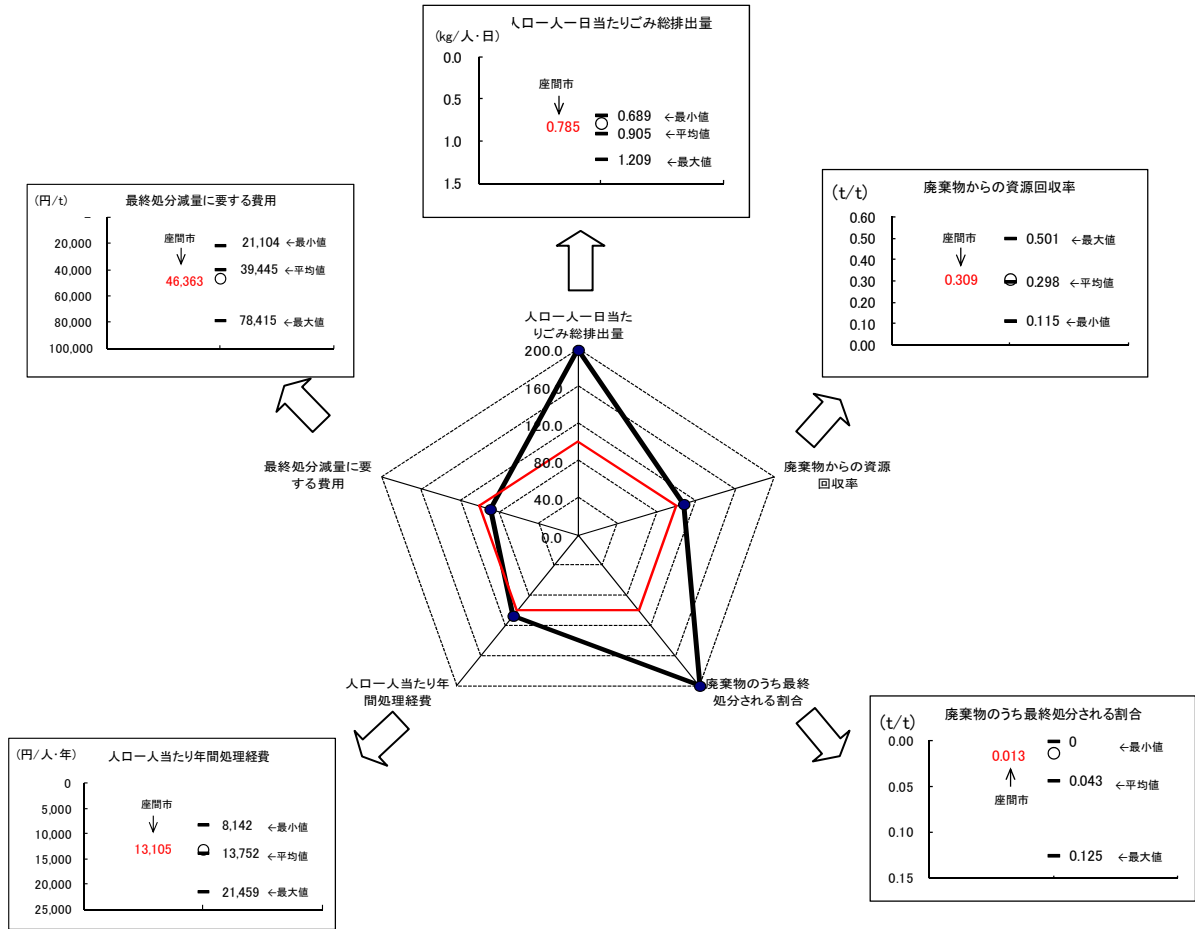 人口一人一日当たりごみ総排出量
(kg/人・日)
0.0
0.5
1.0
1.5
座間市
↓
0.785
0.689 ←最小値
0.905 ←平均値
1.209 ←最大値
最終処分減量に要する費用
(円/t)
20,000
40,000
60,000
80,000
100,000
座間市
↓
46,363
21,104 ←最小値
39,445 ←平均値
78,415 ←最大値
廃棄物からの資源回収率
(t/t)
0.60
0.50
0.40
0.30
0.20
0.10
0.00
座間市
↓
0.309
0.501 ←最大値
0.298 ←平均値
0.115 ←最小値
人口一人一日当た
りごみ総排出量
200.0
160.0
120.0
80.0
40.0
0.0
最終処分減量に要
する費用
廃棄物からの資源
回収率
人口一人当たり年
間処理経費
廃棄物のうち最終
処分される割合
人口一人当たり年間処理経費
(円/人・年)
0
5,000
10,000
15,000
20,000
25,000
座間市
↓
13,105
8,142 ←最小値
13,752 ←平均値
21,459 ←最大値
廃棄物のうち最終処分される割合
(t/t)
0.00
0.05
0.10
0.15
0.013
↑
座間市
0 ←最小値
0.043 ←平均値
0.125 ←最大値